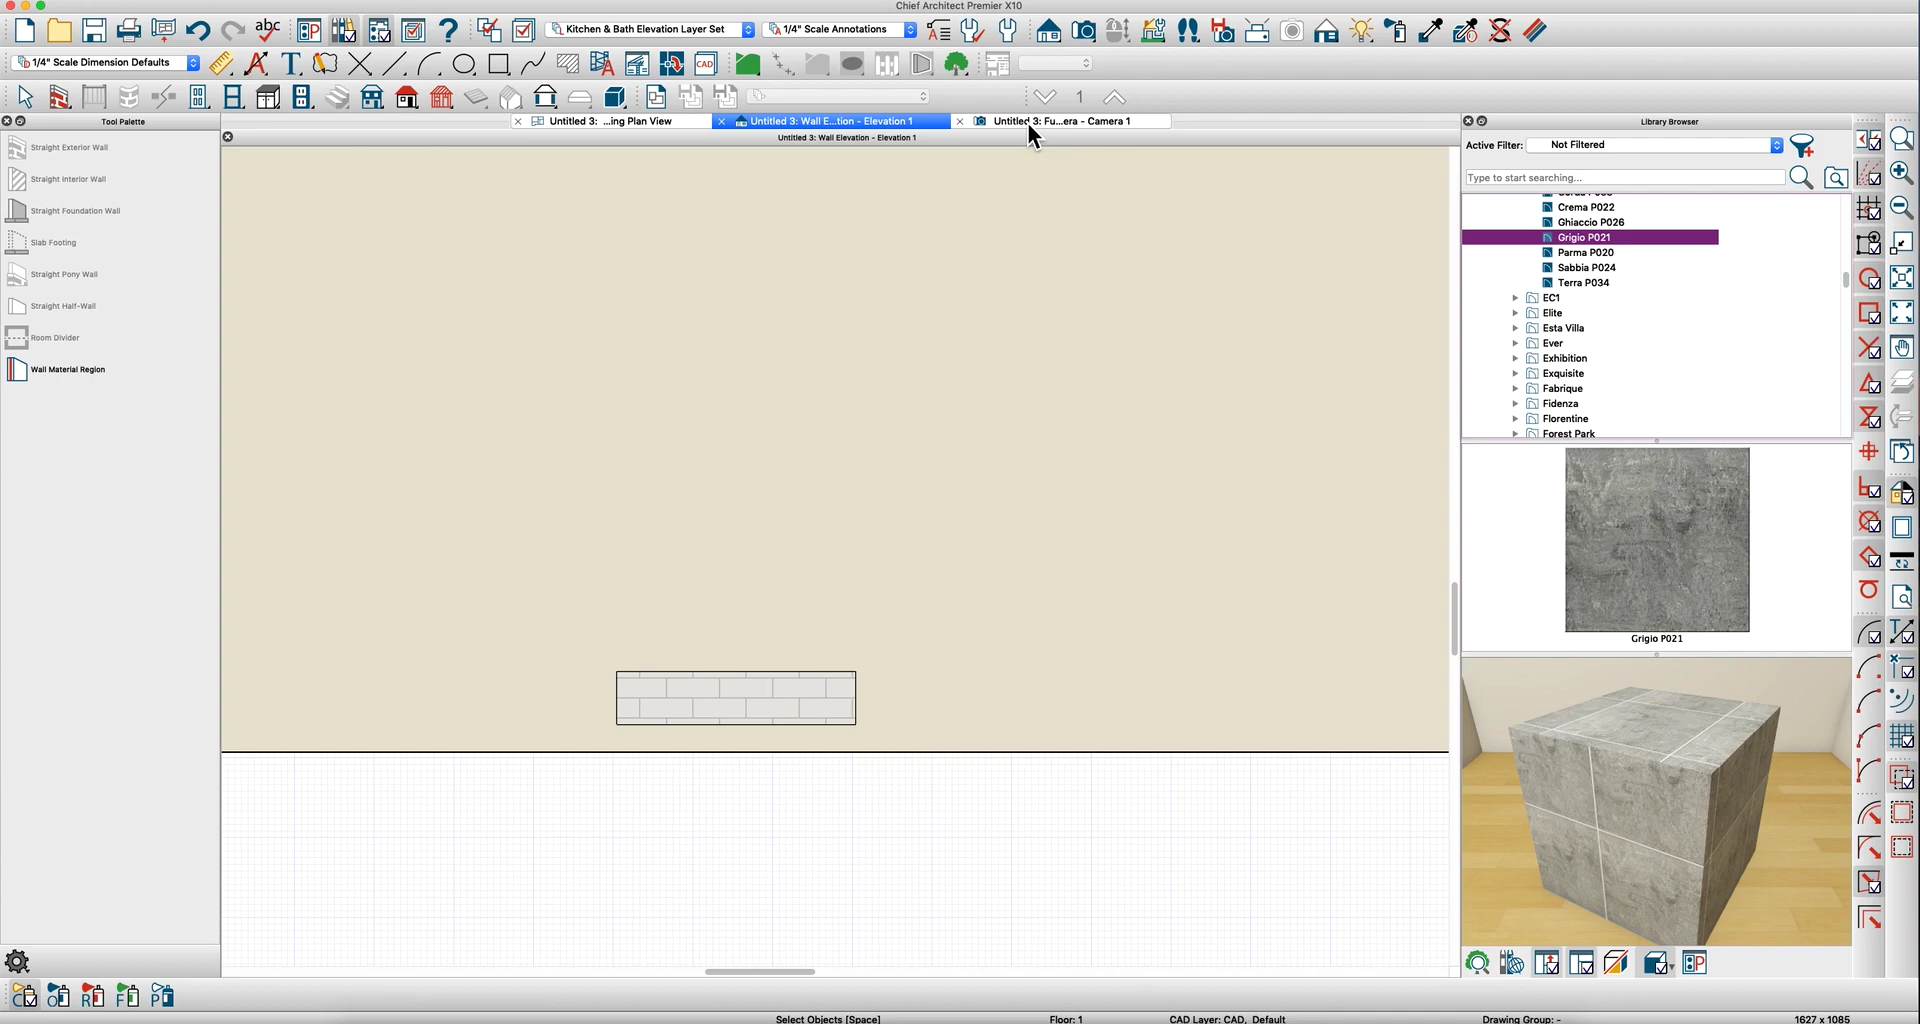 Chief Architect Premier X10
abc
Kitchen & Bath Elevation Layer Set
1/4" Scale Annotations
1/4" Scale Dimension Defaults
CAD
1
Tool Palette
Untitled 3: ...ing Plan View
Untitled 3: Wall E...tion - Elevation 1
Untitled 3: Fu...era - Camera 1
Library Browser
Untitled 3: Wall Elevation - Elevation 1
Active Filter:
Not Filtered
Type to start searching...
Straight Exterior Wall
Straight Interior Wall
Straight Foundation Wall
Slab Footing
Straight Pony Wall
Straight Half-Wall
Room Divider
Wall Material Region
Crema P022
Ghiaccio P026
Grigio P021
Parma P020
Sabbia P024
Terra P034
EC1
Elite
Esta Villa
Ever
Exhibition
Exquisite
Fabrique
Fidenza
Florentine
Forest Park
Grigio P021
Select Objects [Space]
Floor: 1
CAD Layer: CAD, Default
Drawing Group: -
1627 x 1085